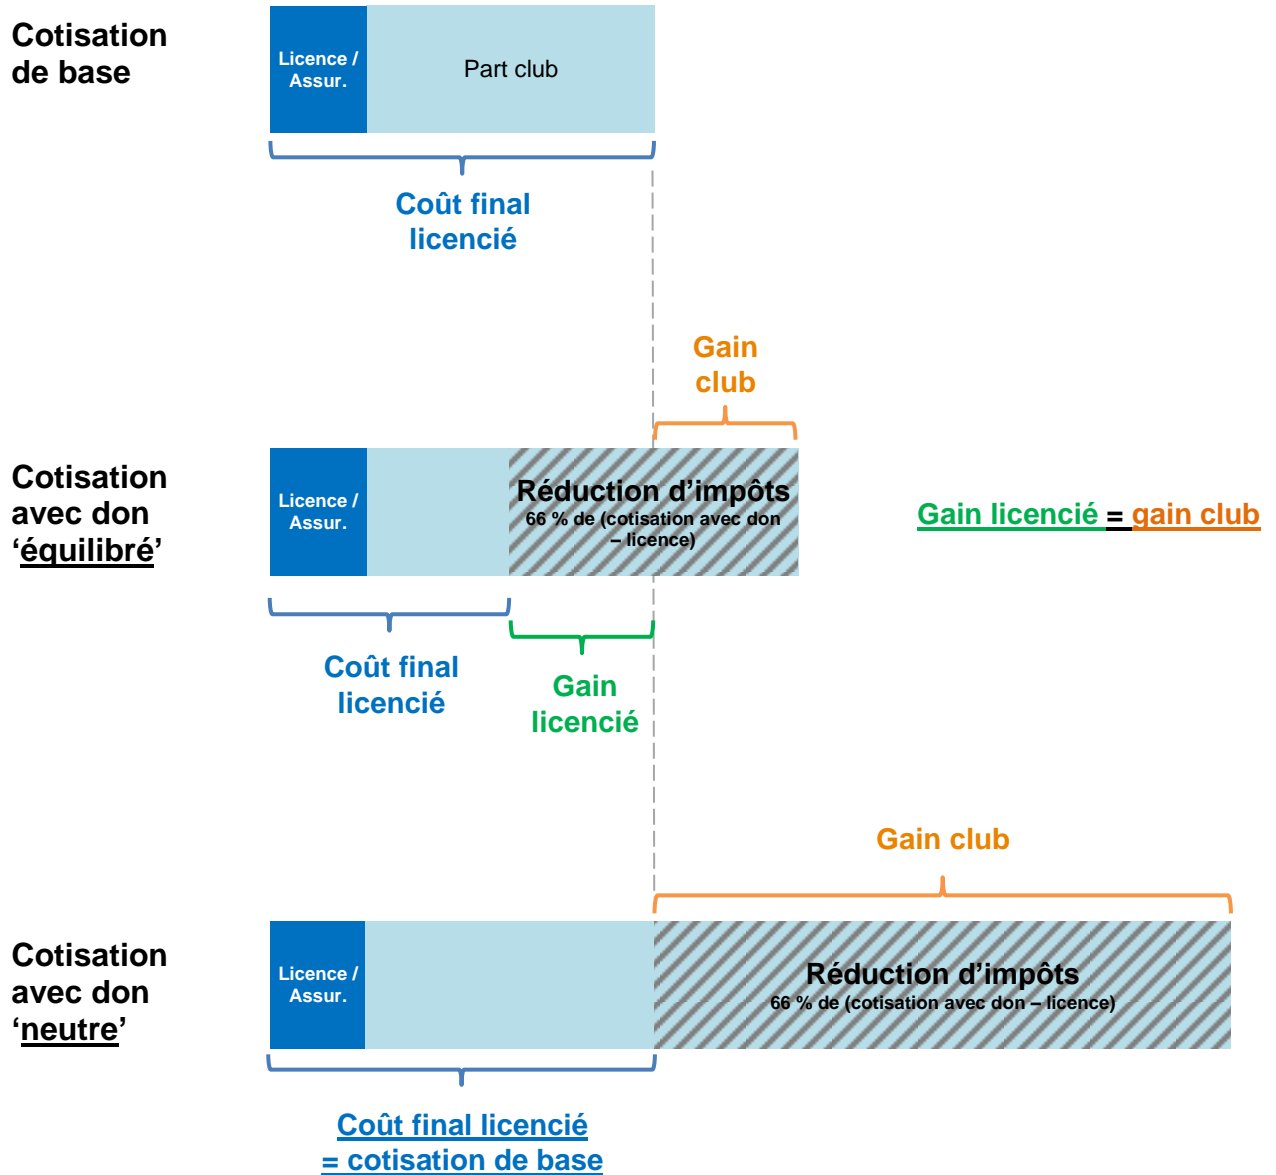 Cotisation
de base
Licence /
Assur.
Part club
Coût final
licencié
Gain
club
Cotisation
avec don
‘équilibré’
Licence /
Assur.
Réduction d’impôts
66 % de (cotisation avec don
– licence)
Gain licencié = gain club
Coût final
licencié
Gain
licencié
Gain club
Cotisation
avec don
‘neutre’
Licence /
Assur.
Réduction d’impôts
66 % de (cotisation avec don – licence)
Coût final licencié
= cotisation de base